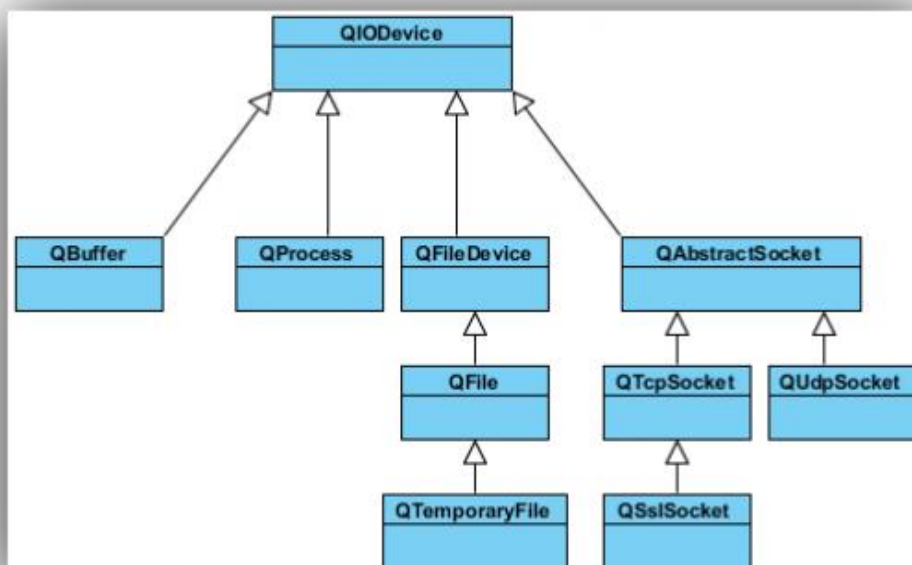 QIODevice
QBuffer
QProcess
QFileDevice
QAbstractSocket
QFile
QTcpSocket
QUdpSocket
QTemporaryFile
QSslSocket